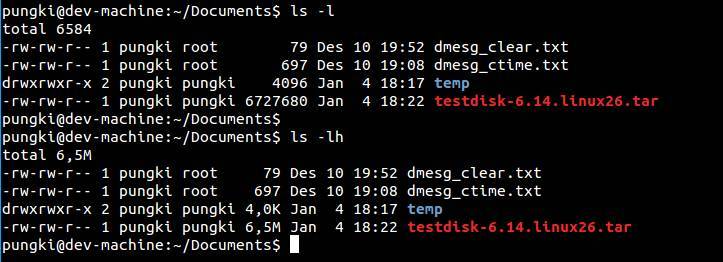 pungki@dev-machine:~/Documents$ ls -l
total 6584
-rw-rw-r-- 1 pungki root        79 Des 10 19:52 dmesg_clear.txt
-rw-rw-r-- 1 pungki root       697 Des 10 19:08 dmesg_ctime.txt
drwxrwxr-x 2 pungki pungki    4096 Jan  4 18:17 temp
-rw-rw-r-- 1 pungki pungki 6727680 Jan  4 18:22 testdisk-6.14.linux26.tar
pungki@dev-machine:~/Documents$
pungki@dev-machine:~/Documents$ ls -lh
total 6,5M
-rw-rw-r-- 1 pungki root     79 Des 10 19:52 dmesg_clear.txt
-rw-rw-r-- 1 pungki root    697 Des 10 19:08 dmesg_ctime.txt
drwxrwxr-x 2 pungki pungki 4,0K Jan  4 18:17 temp
-rw-rw-r-- 1 pungki pungki 6,5M Jan  4 18:22 testdisk-6.14.linux26.tar
pungki@dev-machine:~/Documents$